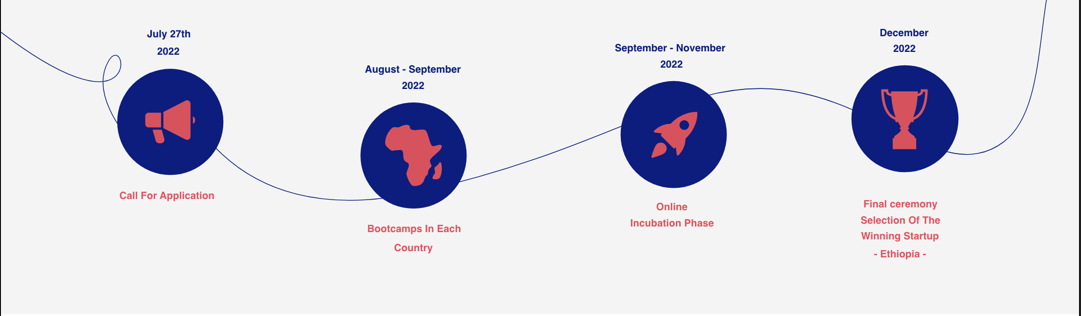 July 27th
2022
Call For Application
August - September
2022
Bootcamps In Each
Country
September - November
2022
Online
Incubation Phase
December
2022
Final ceremony
Selection Of The
Winning Startup
- Ethiopia -